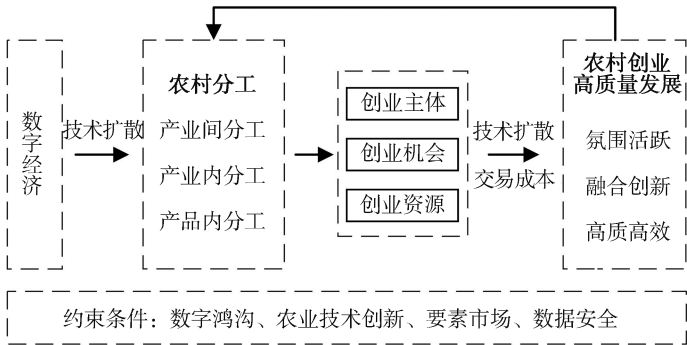 数字经济
技术扩散
农村分工
产业间分工
产业内分工
产品内分工
创业主体
创业机会
创业资源
技术扩散
交易成本
农村创业
高质量发展
氛围活跃
融合创新
高质高效
约束条件：数字鸿沟、农业技术创新、要素市场、数据安全